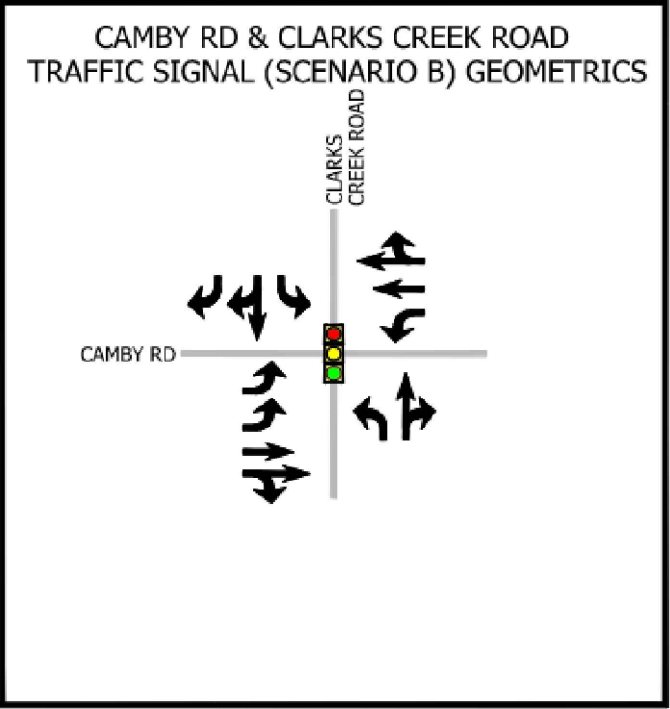 CAMBY RD & CLARKS CREEK ROAD
TRAFFIC SIGNAL (SCENARIO B) GEOMETRICS
CLARKS
CREEK ROAD
CAMBY RD